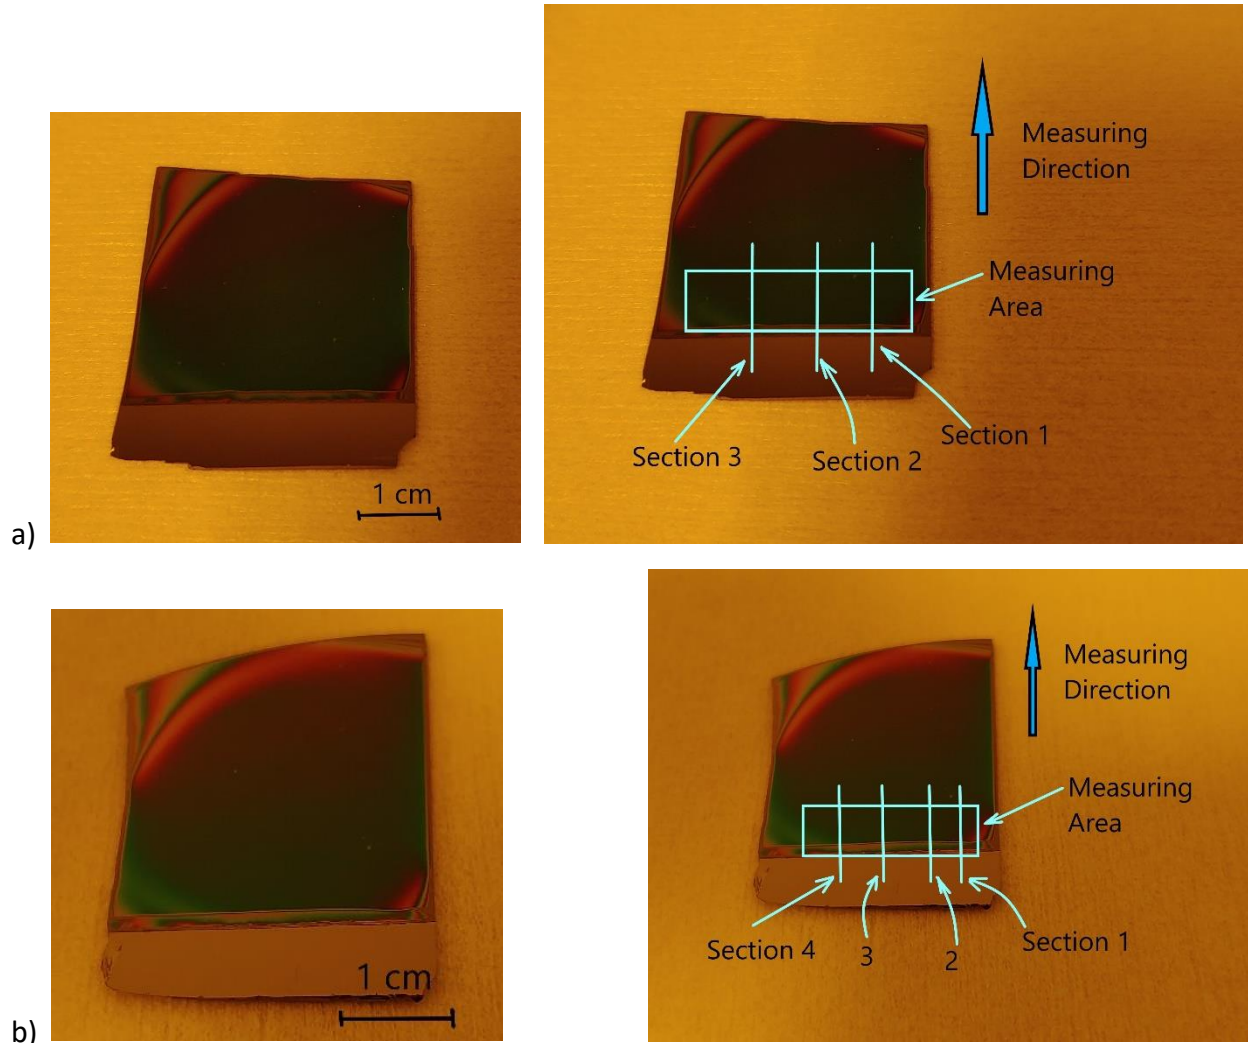 1 cm
a)
Measuring
Direction
Measuring
Area
Section 1
Section 2
Section 3
1 cm
b)
Measuring
Direction
Measuring
Area
Section 1
2
3
Section 4